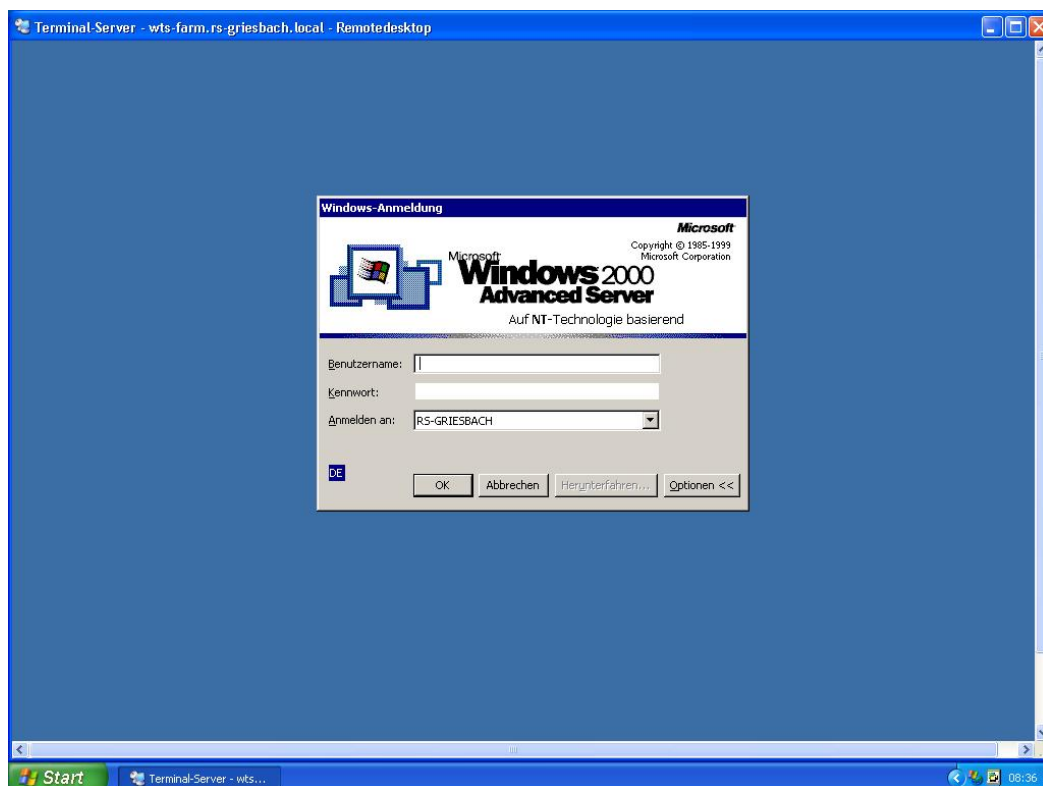 Terminal-Server - wts-farm.rs-griesbach.local - Remotedesktop
Windows-Anmeldung
Microsoft
Copyright © 1985-1999
Microsoft Corporation
Microsoft
Windows 2000
Advanced Server
Auf NT-Technologie basierend
Benutzername:
Kennwort:
Anmelden an: RS-GRIESBACH
DE
OK Abbrechen Herunterfahren... Optionen <<
Start Terminal-Server - wts... 08:36